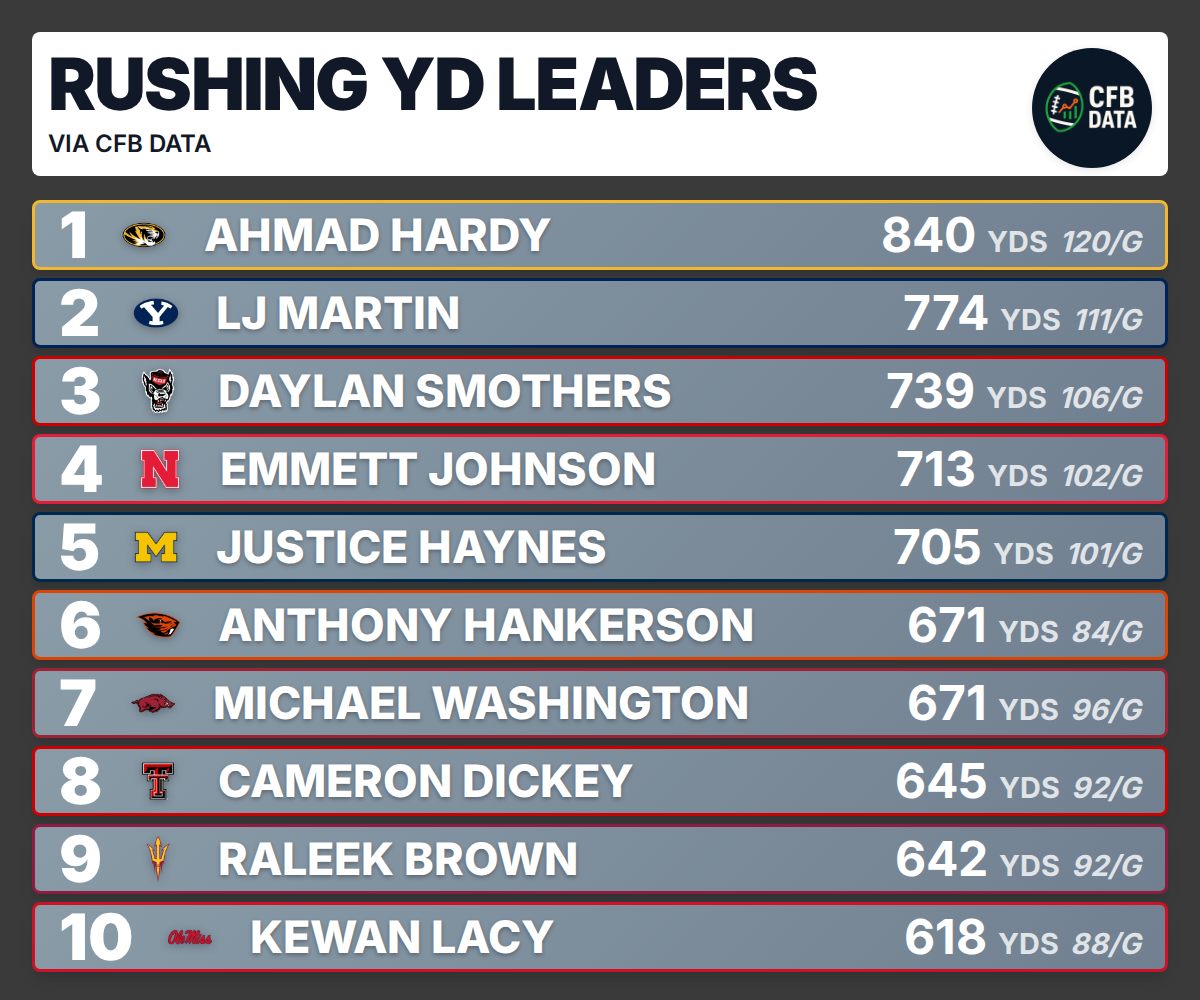 RUSHING YD LEADERS
VIA CFB DATA
CFB
DATA
1 AHMAD HARDY 840 YDS 120/G
2 LJ MARTIN 774 YDS 111/G
3 DAYLAN SMOTHERS 739 YDS 106/G
4 N EMMETT JOHNSON 713 YDS 102/G
5 M JUSTICE HAYNES 705 YDS 101/G
6 ANTHONY HANKERSON 671 YDS 84/G
7 MICHAEL WASHINGTON 671 YDS 96/G
8 T CAMERON DICKEY 645 YDS 92/G
9 RALEEK BROWN 642 YDS 92/G
10 Ole Miss KEWAN LACY 618 YDS 88/G